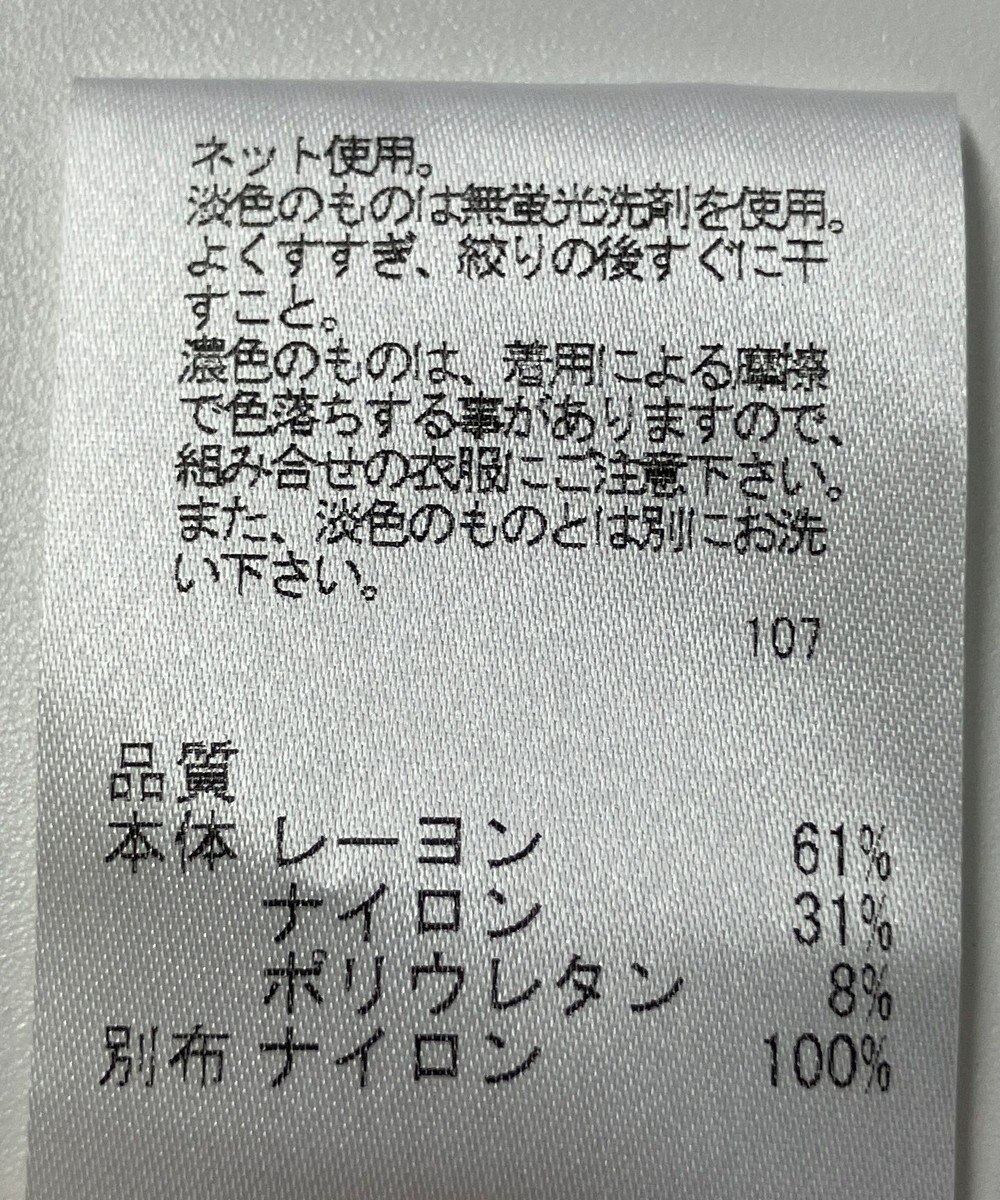 ネット使用。
淡色のものは無蛍光洗剤を使用。
よくすすぎ、絞りの後すぐに干
すこと。
濃色のものは、着用による摩擦
で色落ちする事がありますので、
組み合せの衣服にご注意下さい。
また、淡色のものとは別にお洗
い下さい。
107
品質
本体 レーヨン 61%
ナイロン 31%
ポリウレタン 8%
別布 ナイロン 100%